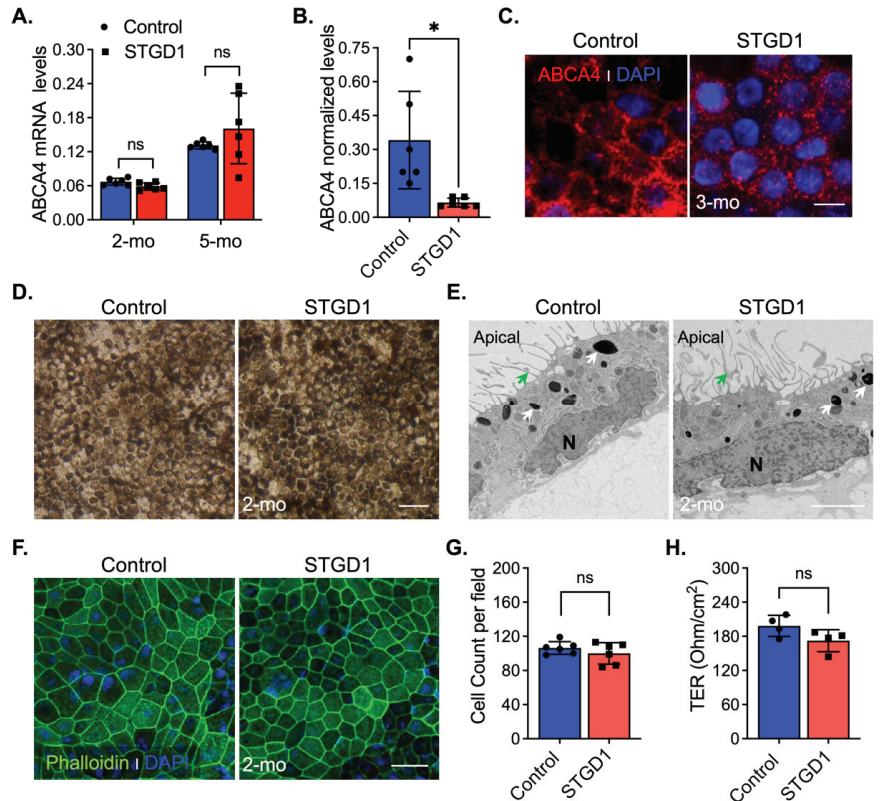 A.
Control
STGD1
ABCA4 mRNA levels
0.30
0.24
0.18
0.12
0.06
0.00
ns
ns
2-mo
5-mo
B.
ABCA4 normalized levels
0.75
0.60
0.45
0.30
0.15
0.00
*
Control
STGD1
C.
Control
STGD1
ABCA4 I DAPI
3-mo
D.
Control
STGD1
2-mo
E.
Control
STGD1
Apical
N
Apical
N
2-mo
F.
Control
STGD1
Phalloidin I DAPI
2-mo
G.
Cell Count per field
200
160
120
80
40
0
ns
Control
STGD1
H.
TER (Ohm/cm²)
300
240
180
120
60
0
ns
Control
STGD1